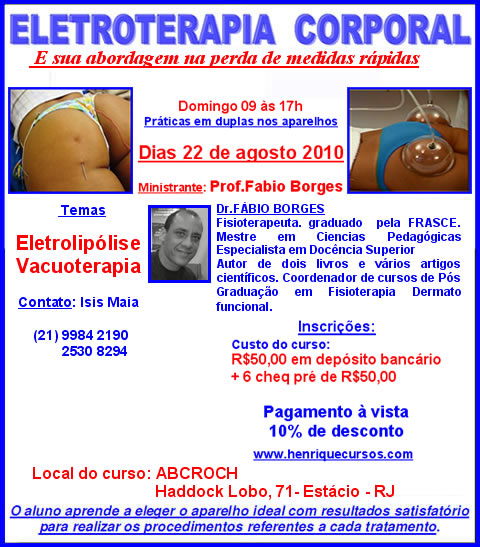 ELETROTERAPIA CORPORAL
E sua abordagem na perda de medidas rápidas
Domingo 09 às 17h
Práticas em duplas nos aparelhos
Dias 22 de agosto 2010
Ministrante: Prof.Fabio Borges
Temas
Eletrolipólise
Vacuoterapia
Contato: Isis Maia
(21) 9984 2190
2530 8294
Dr.FÁBIO BORGES
Fisioterapeuta. graduado pela FRASCE.
Mestre em Ciencias Pedagógicas
Especialista em Docência Superior
Autor de dois livros e vários artigos
científicos. Coordenador de cursos de Pós
Graduação em Fisioterapia Dermato
funcional.
Inscrições:
Custo do curso:
R$50,00 em depósito bancário
+ 6 cheq pré de R$50,00
Pagamento à vista
10% de desconto
www.henriquecursos.com
Local do curso: ABCROCH
Haddock Lobo, 71- Estácio - RJ
O aluno aprende a eleger o aparelho ideal com resultados satisfatório
para realizar os procedimentos referentes a cada tratamento.